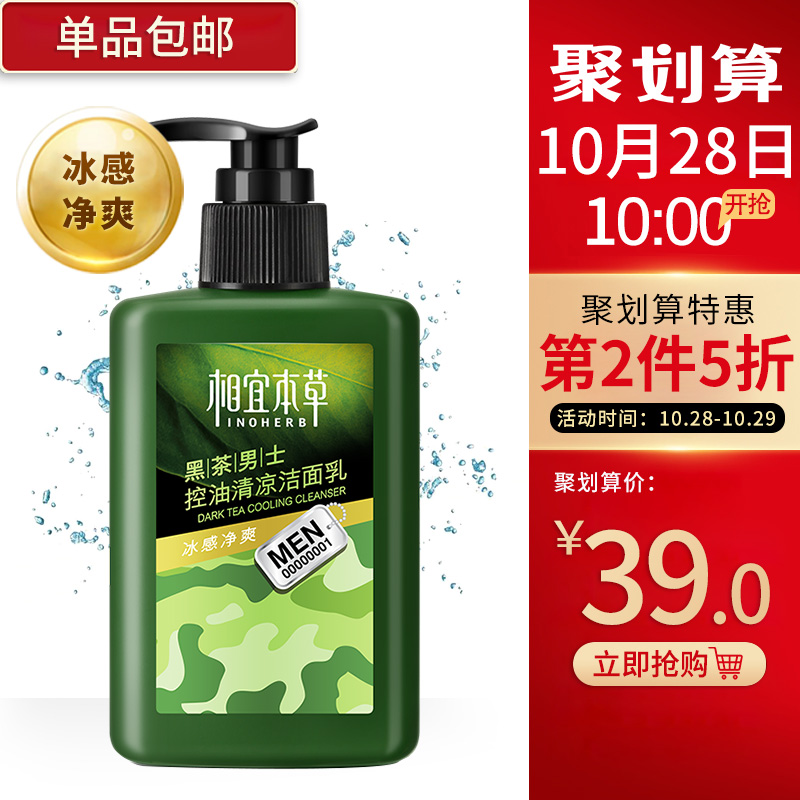 单品包邮
冰感
净爽
相宜本草
INOHERB
黑|茶|男|士
控油清凉洁面乳
DARK TEA COOLING CLEANSER
冰感净爽
MEN
00000001
聚划算
10月28日
10:00
开抢
聚划算特惠
第2件5折
活动时间：10.28-10.29
聚划算价：
¥39.0
立即抢购